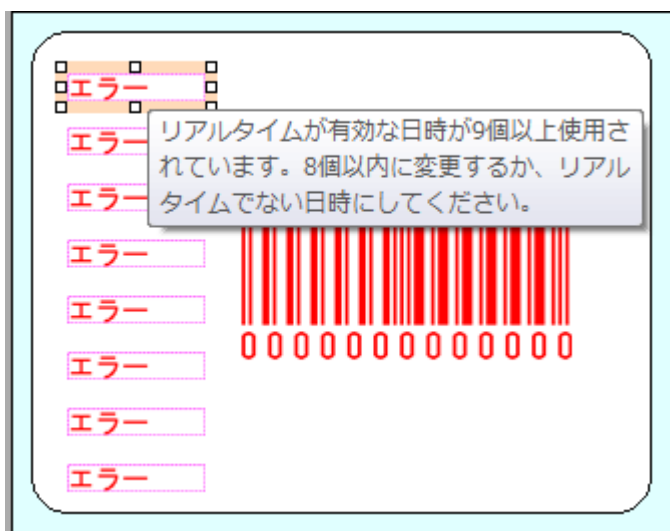 エラー
リアルタイムが有効な日時が9個以上使用さ
れています。8個以内に変更するか、リアル
タイムでない日時にしてください。
エラー
エラー
エラー
エラー
エラー
エラー
エラー
0000000000000